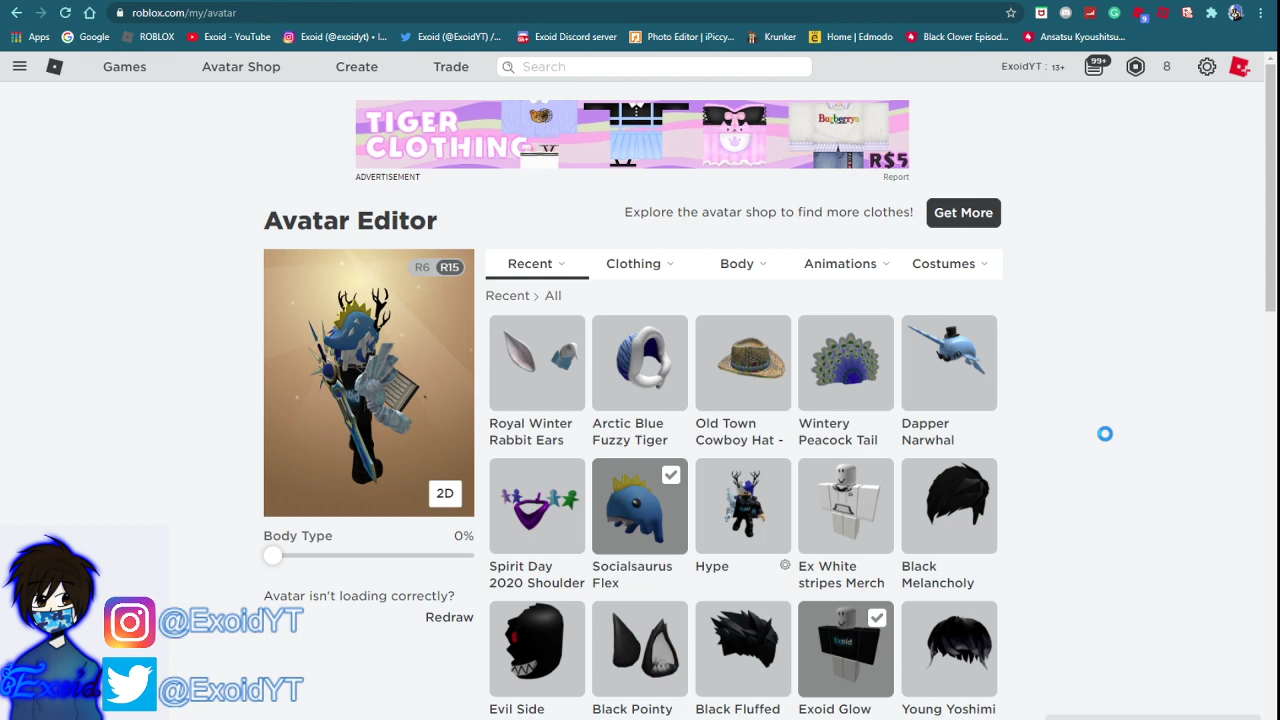 roblox.com/my/avatar
9
Apps Google ROBLOX Exoid - YouTube Exoid (@exoidyt) • I... Exoid (@ExoidYT) /... Exoid Discord server Photo Editor | iPiccy... Krunker Home | Edmodo Black Clover Episod... Ansatsu Kyoushitsu...
Games Avatar Shop Create Trade Search ExoidYT : 13+ 99+ 8
TIGER
CLOTHING
Burberrys
R$5
ADVERTISEMENT Report
Avatar Editor
Explore the avatar shop to find more clothes! Get More
R6 R15
2D
Recent Clothing Body Animations Costumes
Recent > All
Royal Winter
Rabbit Ears
Arctic Blue
Fuzzy Tiger
Old Town
Cowboy Hat -
Wintery
Peacock Tail
Dapper
Narwhal
Body Type 0%
Spirit Day
2020 Shoulder
Socialsaurus
Flex
Hype
Ex White
stripes Merch
Black
Melancholy
Avatar isn't loading correctly?
Redraw
Exoid
Evil Side
Black Pointy
Black Fluffed
Exoid Glow
Young Yoshimi
@ExoidYT
@ExoidYT
Exoid